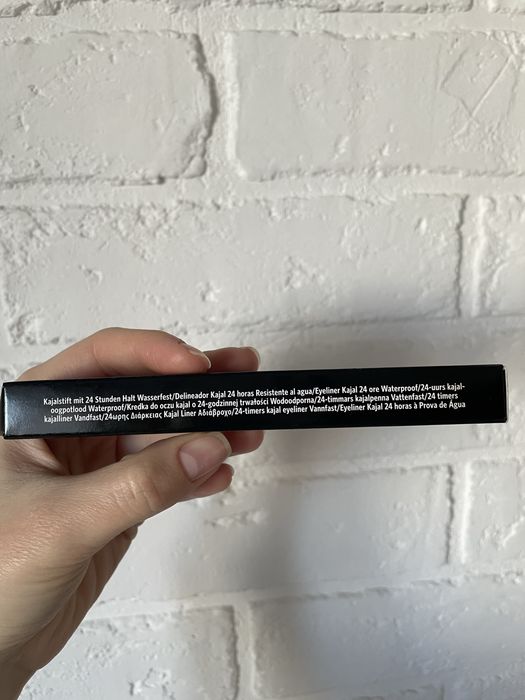 Kajalstift mit 24 Stunden Halt Wasserfest/Delineador Kajal 24 horas Resistente al agua/Eyeliner Kajal 24 ore Waterproof/24-uurs kajal-
oogpotlood Waterproof/Kredka do oczu kajal o 24-godzinnej trwałości Wodoodporna/24-timmars kajalpenna Vattenfast/24 timers
kajalliner Vandfast/24ωρης Διάρκειας Kajal Liner Αδιάβροχο/24-timers kajal eyeliner Vannfast/Eyeliner Kajal 24 horas à Prova de Água